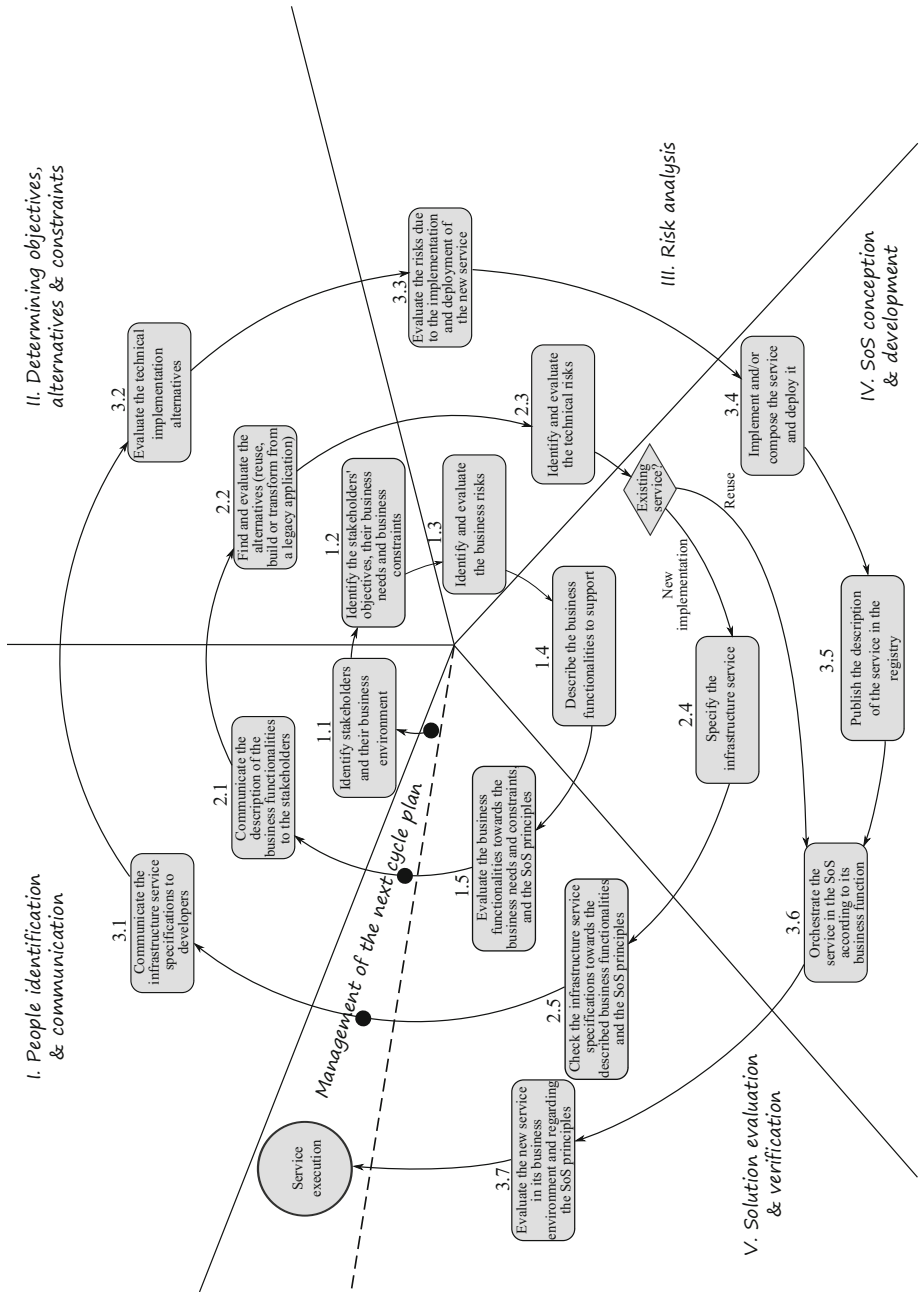 I. People identification
& communication
II. Determining objectives,
alternatives & constraints
III. Risk analysis
IV. SoS conception
& development
V. Solution evaluation
& verification
Management of the next cycle plan
1.1
Identify stakeholders
and their business
environment
1.2
Identify the stakeholders'
objectives, their business
needs and business
constraints
1.3
Identify and evaluate
the business risks
1.4
Describe the business
functionalities to support
1.5
Evaluate the business
functionalities towards the
business needs and constraints,
and the SoS principles
2.1
Communicate the
description of the
business functionalities
to the stakeholders
2.2
Find and evaluate the
alternatives (reuse,
build or transform from
a legacy application)
2.3
Identify and evaluate
the technical risks
Existing
service?
New
implementation
Reuse
2.4
Specify the
infrastructure service
2.5
Check the infrastructure service
specifications towards the
described business functionalities
and the SoS principles
3.1
Communicate the
infrastructure service
specifications to
developers
3.2
Evaluate the technical
implementation
alternatives
3.3
Evaluate the risks due
to the implementation
and deployment of
the new service
3.4
Implement and/or
compose the service
and deploy it
3.5
Publish the description
of the service in the
registry
3.6
Orchestrate the
service in the SoS
according to its
business function
3.7
Evaluate the new service
in its business
environment and regarding
the SoS principles
Service
execution